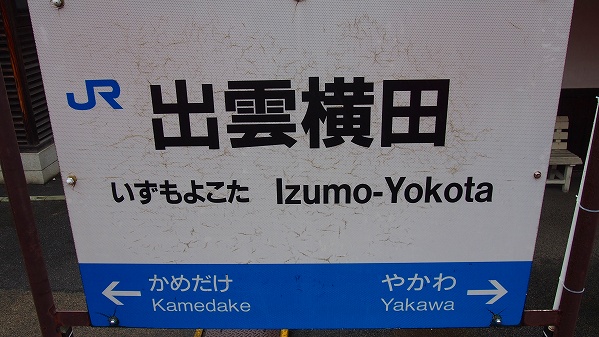 JR 出雲横田
いずもよこた Izumo-Yokota
← かめだけ やかわ →
Kamedake Yakawa